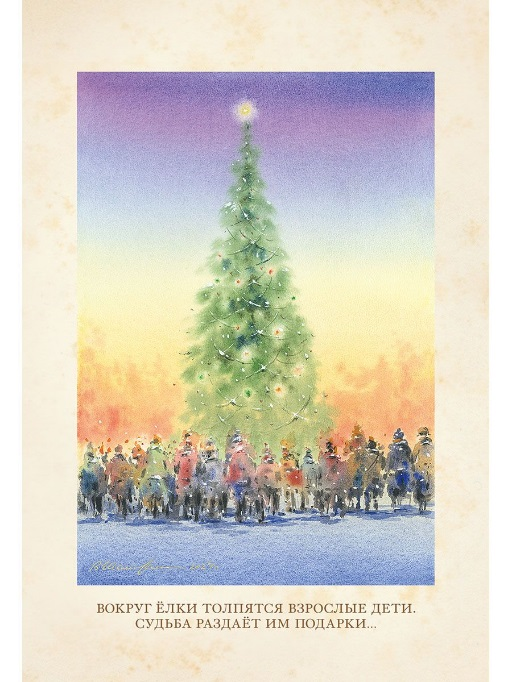 ВОКРУГ ЁЛКИ ТОЛПЯТСЯ ВЗРОСЛЫЕ ДЕТИ.
СУДЬБА РАЗДАЁТ ИМ ПОДАРКИ...